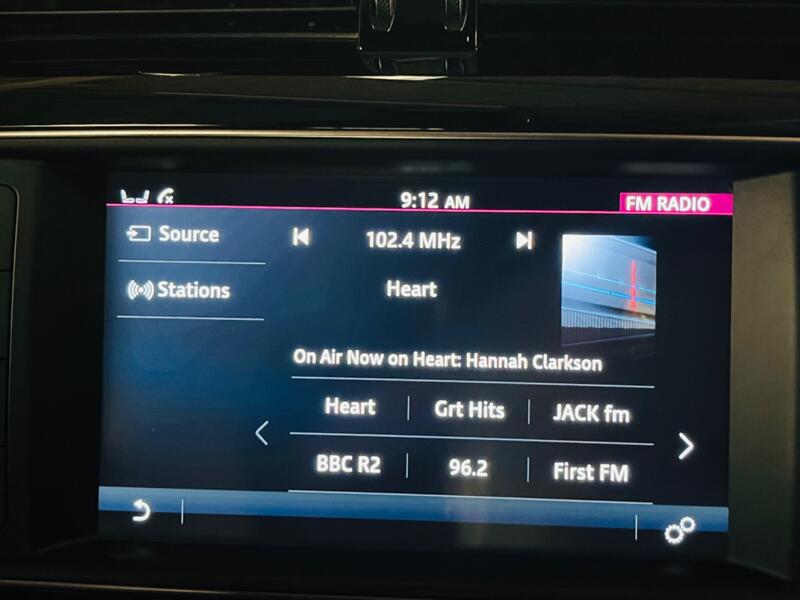 9:12 AM
FM RADIO
Source
102.4 MHz
Stations
Heart
On Air Now on Heart: Hannah Clarkson
Heart
Grt Hits
JACK fm
BBC R2
96.2
First FM